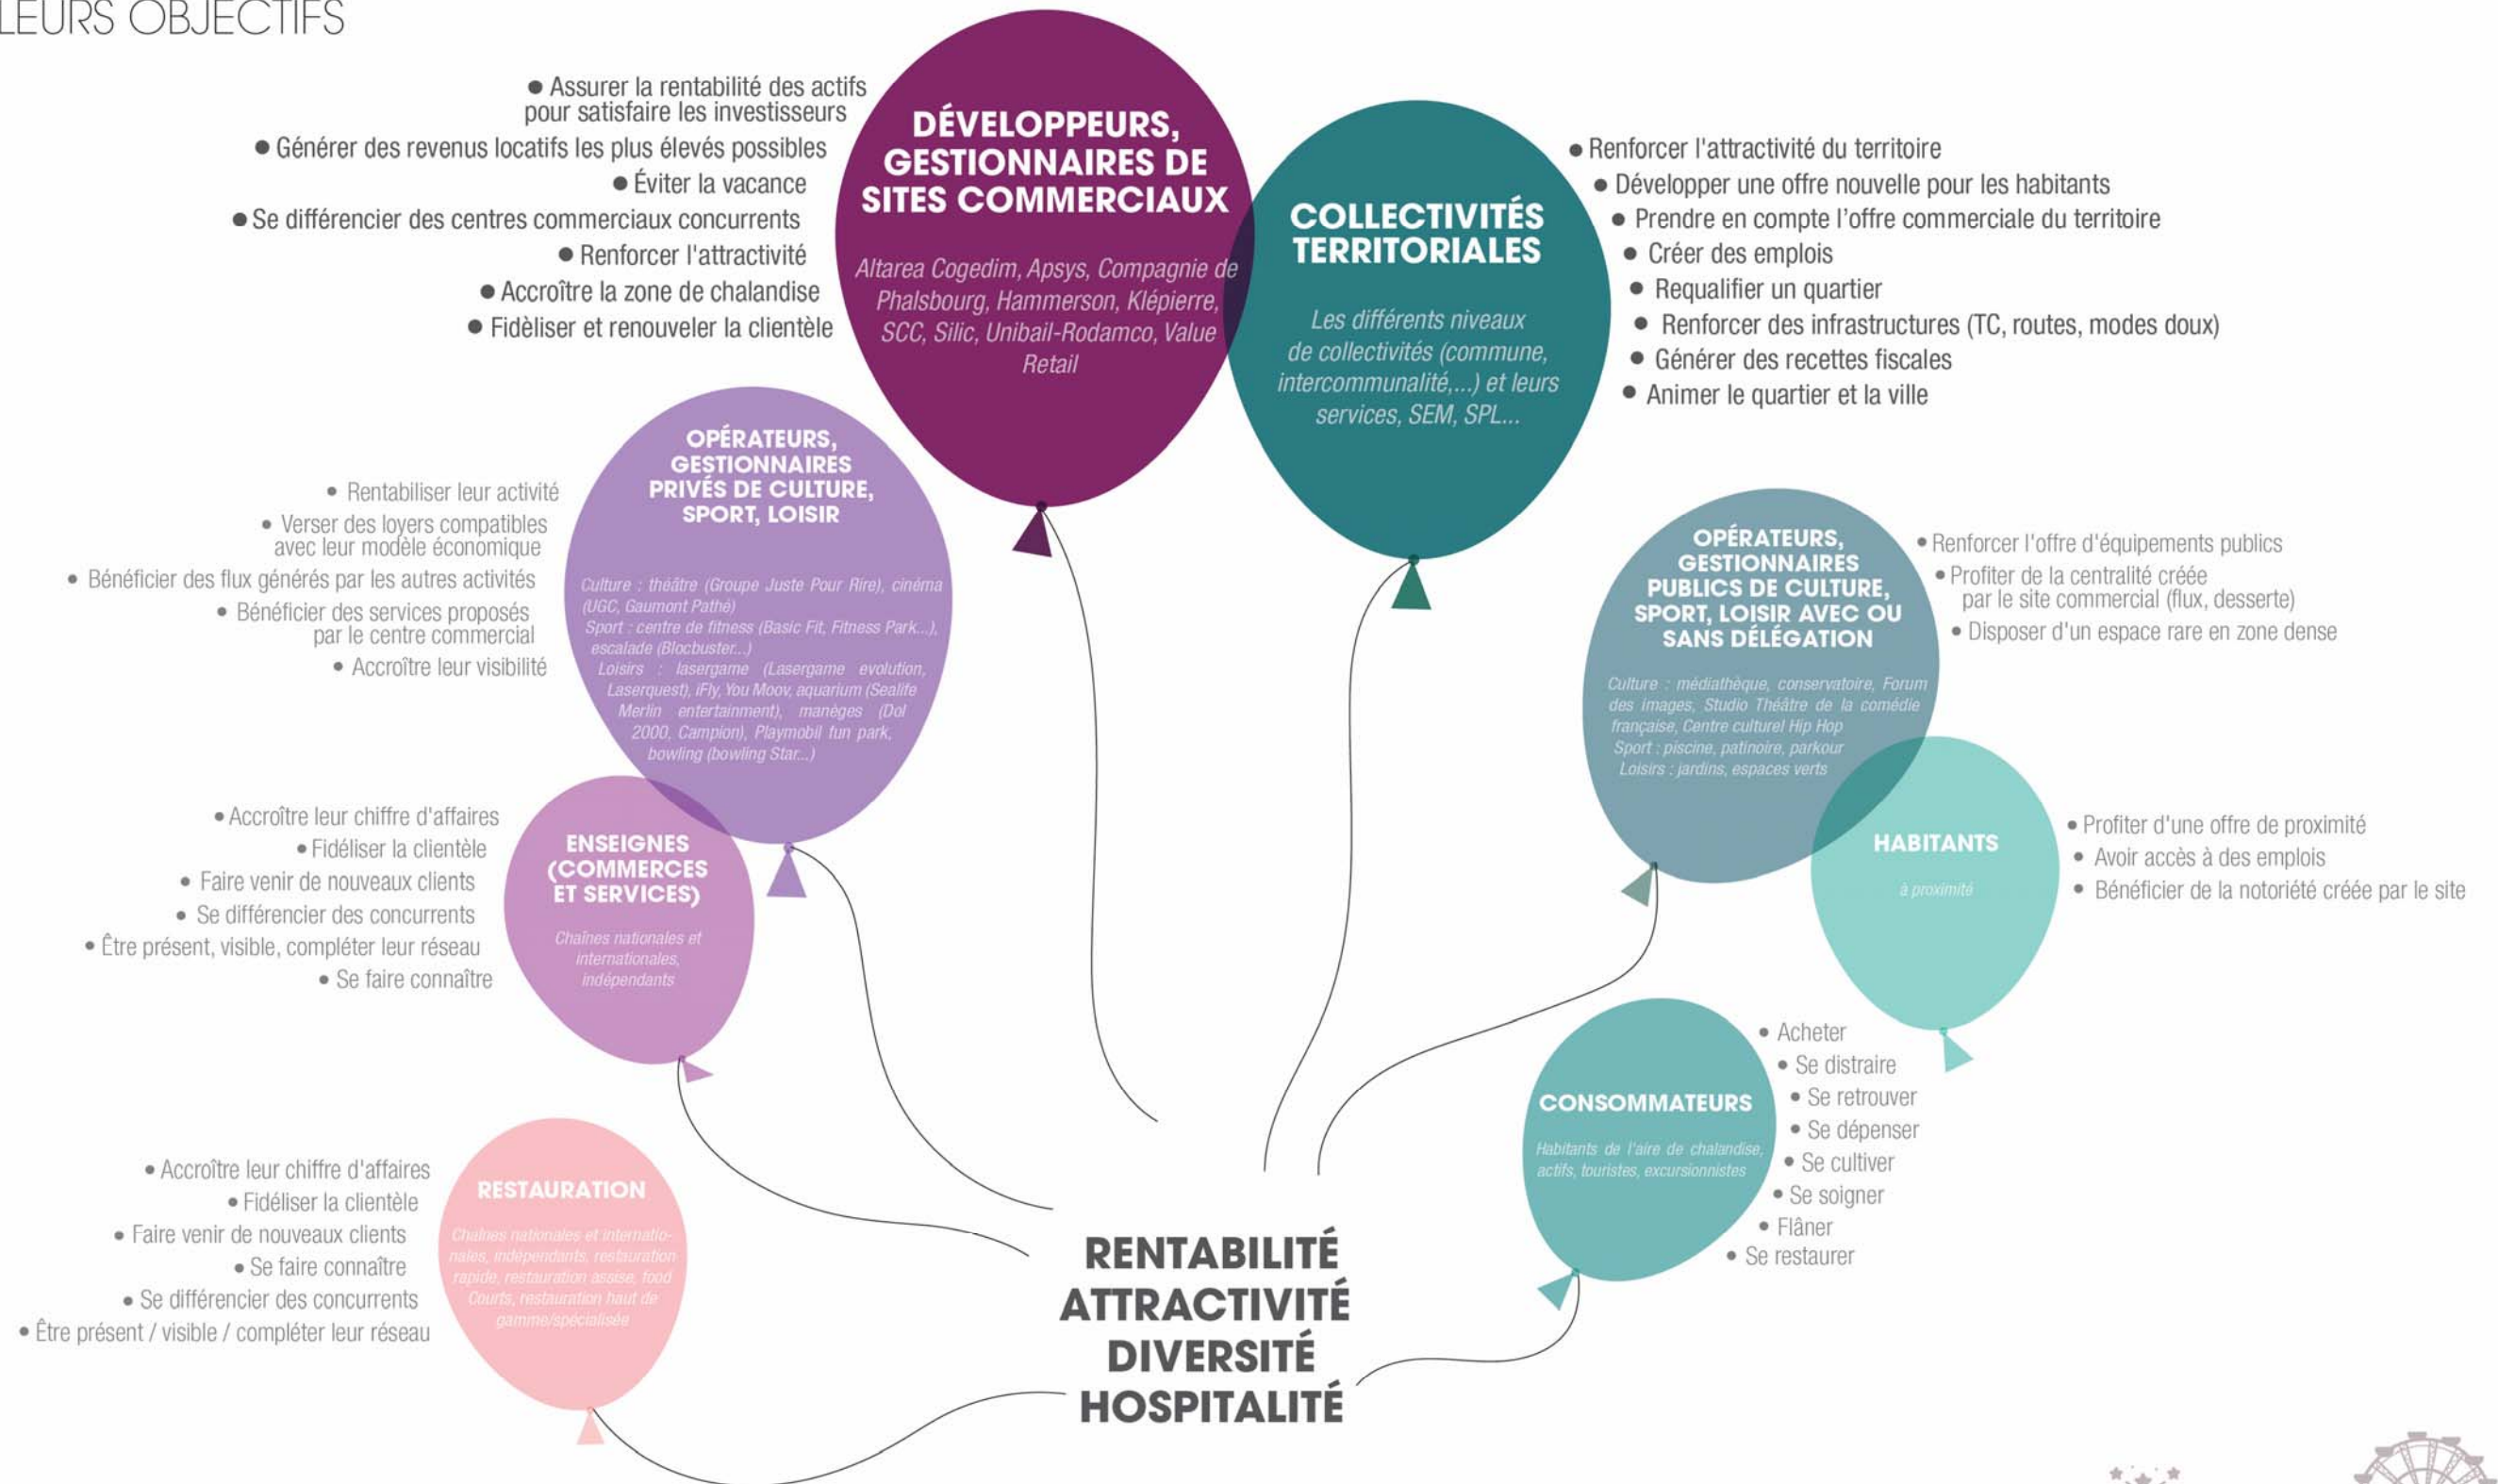 LEURS OBJECTIFS
● Assurer la rentabilité des actifs
pour satisfaire les investisseurs
● Générer des revenus locatifs les plus élevés possibles
● Éviter la vacance
● Se différencier des centres commerciaux concurrents
● Renforcer l'attractivité
● Accroître la zone de chalandise
● Fidèliser et renouveler la clientèle
DÉVELOPPEURS,
GESTIONNAIRES DE
SITES COMMERCIAUX
Altarea Cogedim, Apsys, Compagnie de
Phalsbourg, Hammerson, Klépierre,
SCC, Silic, Unibail-Rodamco, Value
Retail
COLLECTIVITÉS
TERRITORIALES
Les différents niveaux
de collectivités (commune,
intercommunalité,...) et leurs
services, SEM, SPL...
● Renforcer l'attractivité du territoire
● Développer une offre nouvelle pour les habitants
● Prendre en compte l'offre commerciale du territoire
● Créer des emplois
● Requalifier un quartier
● Renforcer des infrastructures (TC, routes, modes doux)
● Générer des recettes fiscales
● Animer le quartier et la ville
• Rentabiliser leur activité
• Verser des loyers compatibles
avec leur modèle économique
• Bénéficier des flux générés par les autres activités
• Bénéficier des services proposés
par le centre commercial
• Accroître leur visibilité
OPÉRATEURS,
GESTIONNAIRES
PRIVÉS DE CULTURE,
SPORT, LOISIR
Culture : théâtre (Groupe Juste Pour Rire), cinéma
(UGC, Gaumont Pathé)
Sport : centre de fitness (Basic Fit, Fitness Park...),
escalade (Blocbuster...)
Loisirs : lasergame (Lasergame evolution,
Laserquest), iFly, You Moov, aquarium (Sealife
Merlin entertainment), manèges (Dol
2000, Campion), Playmobil fun park,
bowling (bowling Star...)
OPÉRATEURS,
GESTIONNAIRES
PUBLICS DE CULTURE,
SPORT, LOISIR AVEC OU
SANS DÉLÉGATION
Culture : médiathèque, conservatoire, Forum
des images, Studio Théâtre de la comédie
française, Centre culturel Hip Hop
Sport : piscine, patinoire, parkour
Loisirs : jardins, espaces verts
• Renforcer l'offre d'équipements publics
• Profiter de la centralité créée
par le site commercial (flux, desserte)
• Disposer d'un espace rare en zone dense
• Accroître leur chiffre d'affaires
• Fidéliser la clientèle
• Faire venir de nouveaux clients
• Se différencier des concurrents
• Être présent, visible, compléter leur réseau
• Se faire connaître
ENSEIGNES
(COMMERCES
ET SERVICES)
Chaînes nationales et
internationales,
indépendants
HABITANTS
à proximité
• Profiter d'une offre de proximité
• Avoir accès à des emplois
• Bénéficier de la notoriété créée par le site
• Accroître leur chiffre d'affaires
• Fidéliser la clientèle
• Faire venir de nouveaux clients
• Se faire connaître
• Se différencier des concurrents
• Être présent / visible / compléter leur réseau
RESTAURATION
Chaînes nationales et internatio-
nales, indépendants, restauration
rapide, restauration assise, food
Courts, restauration haut de
gamme/spécialisée
CONSOMMATEURS
Habitants de l'aire de chalandise,
actifs, touristes, excursionnistes
• Acheter
• Se distraire
• Se retrouver
• Se dépenser
• Se cultiver
• Se soigner
• Flâner
• Se restaurer
RENTABILITÉ
ATTRACTIVITÉ
DIVERSITÉ
HOSPITALITÉ